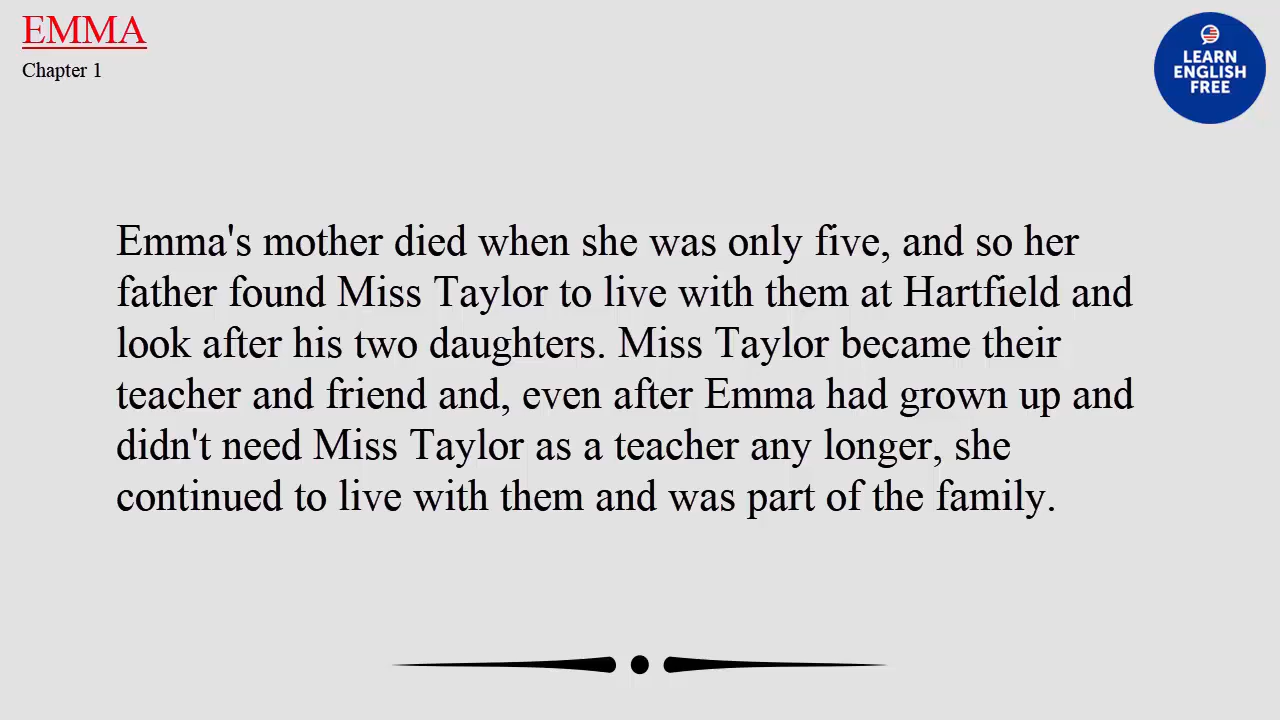 EMMA
Chapter 1
LEARN
ENGLISH
FREE
Emma's mother died when she was only five, and so her
father found Miss Taylor to live with them at Hartfield and
look after his two daughters. Miss Taylor became their
teacher and friend and, even after Emma had grown up and
didn't need Miss Taylor as a teacher any longer, she
continued to live with them and was part of the family.